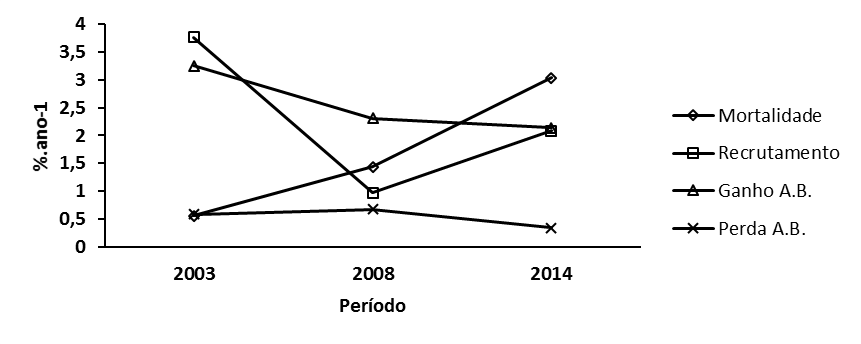 4
3,5
3
2,5
2
1,5
1
0,5
0
%.ano-1
2003 2008 2014
Período
Mortalidade
Recrutamento
Ganho A.B.
Perda A.B.